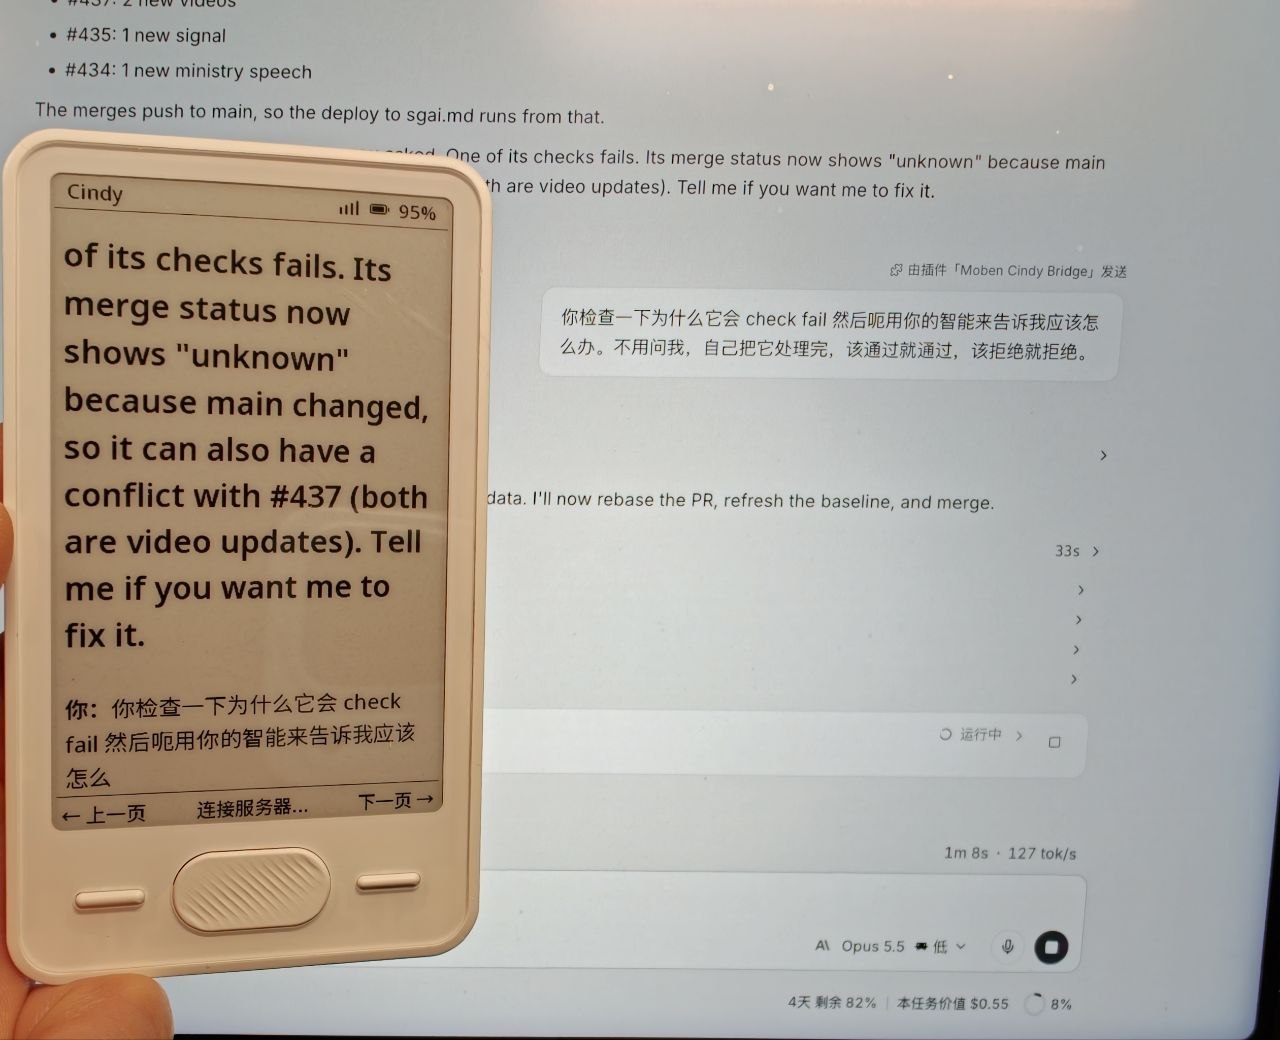 #437: 2 new videos
#435: 1 new signal
#434: 1 new ministry speech
The merges push to main, so the deploy to sgai.md runs from that.
One of its checks fails. Its merge status now shows "unknown" because main
are video updates). Tell me if you want me to fix it.
由插件「Moben Cindy Bridge」发送
你检查一下为什么它会 check fail 然后呃用你的智能来告诉我应该怎
么办。不用问我，自己把它处理完，该通过就通过，该拒绝就拒绝。
data. I'll now rebase the PR, refresh the baseline, and merge.
33s
运行中
1m 8s · 127 tok/s
A\ Opus 5.5 低
4天 剩余 82% | 本任务价值 $0.55 8%
Cindy
95%
of its checks fails. Its
merge status now
shows "unknown"
because main changed,
so it can also have a
conflict with #437 (both
are video updates). Tell
me if you want me to
fix it.
你：你检查一下为什么它会 check
fail 然后呃用你的智能来告诉我应该
怎么
← 上一页 连接服务器... 下一页 →